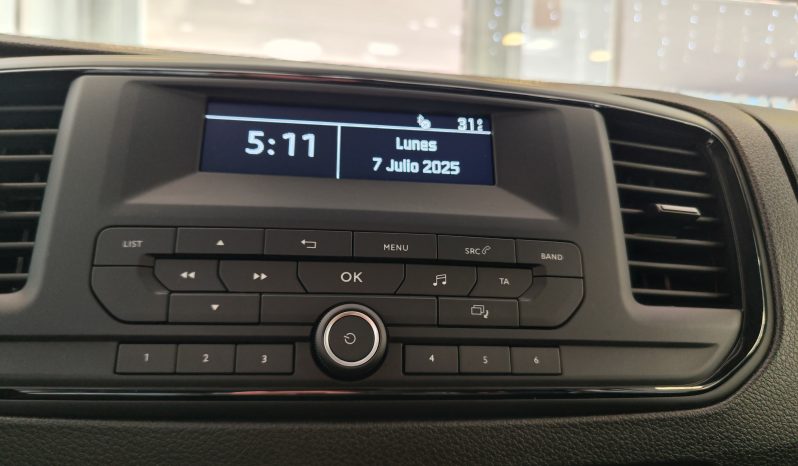 31°C
5:11
Lunes
7 Julio 2025
LIST
MENU
SRC
BAND
OK
TA
1 2 3 4 5 6